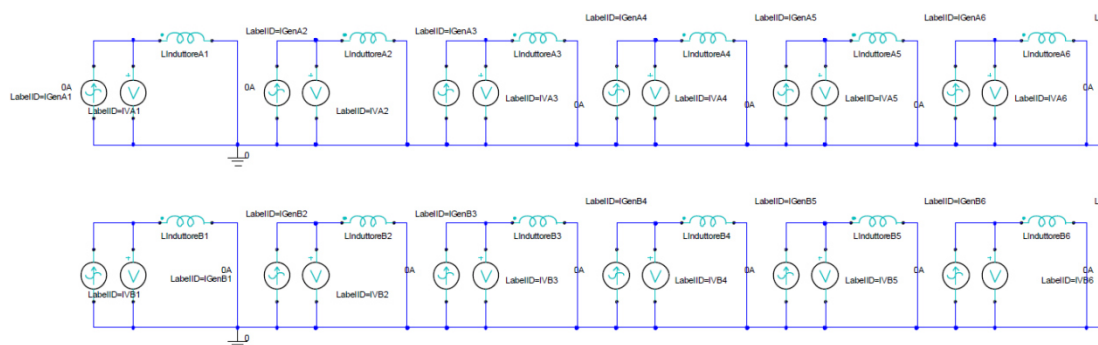 LabelID=IGenA4 LabelID=IGenA5 LabelID=IGenA6
LabelID=IGenA2 LabelID=IGenA3
LInduttoreA1 LInduttoreA2 LInduttoreA3 LInduttoreA4 LInduttoreA5 LInduttoreA6
0A 0A
LabelID=IGenA1
LabelID=IVA3 LabelID=IVA4 LabelID=IVA5 LabelID=IVA6
0A 0A 0A
LabelID=IVA1 LabelID=IVA2
0
LabelID=IGenB4 LabelID=IGenB5 LabelID=IGenB6
LabelID=IGenB2 LabelID=IGenB3
LInduttoreB1 LInduttoreB2 LInduttoreB3 LInduttoreB4 LInduttoreB5 LInduttoreB6
0A 0A 0A 0A 0A
LabelID=IGenB1 LabelID=IVB3 LabelID=IVB4 LabelID=IVB5 LabelID=IVB6
LabelID=IVB1 LabelID=IVB2
0